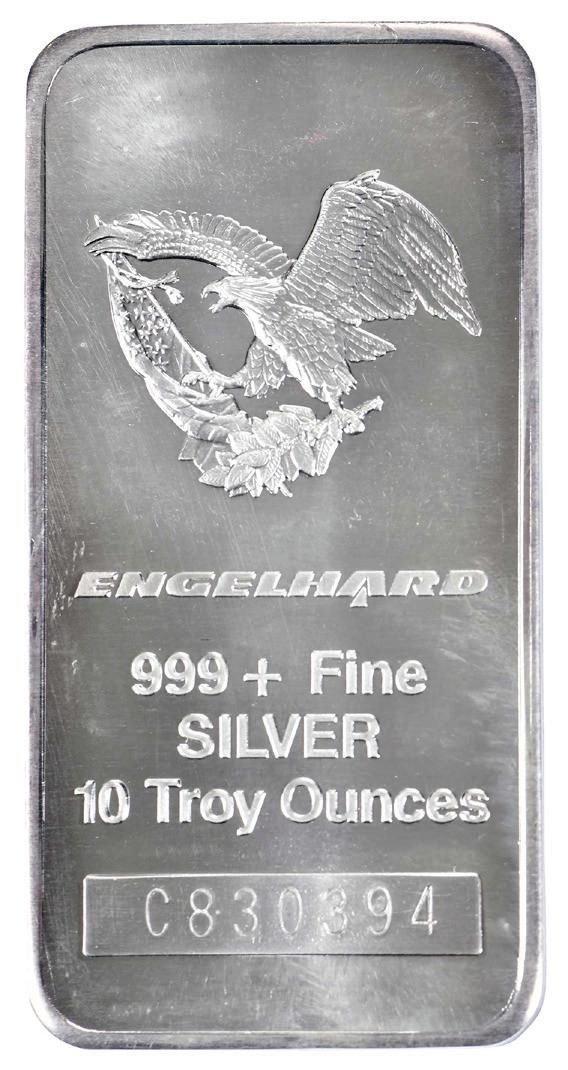 ENGELHARD
999+ Fine
SILVER
10 Troy Ounces
C830394